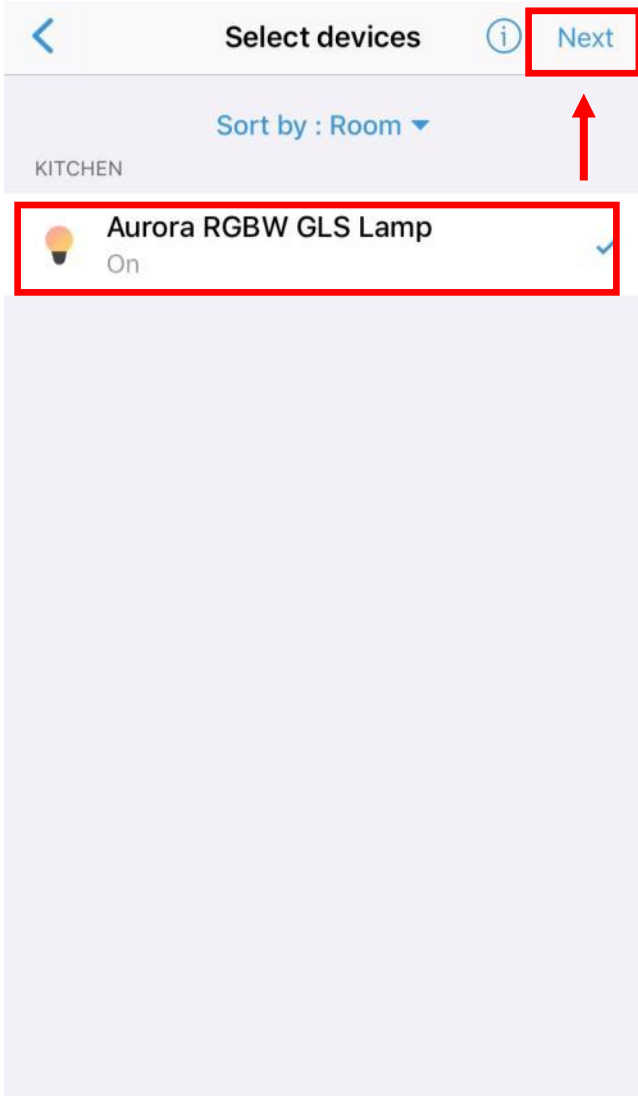 Select devices Next
Sort by : Room
KITCHEN
Aurora RGBW GLS Lamp
On